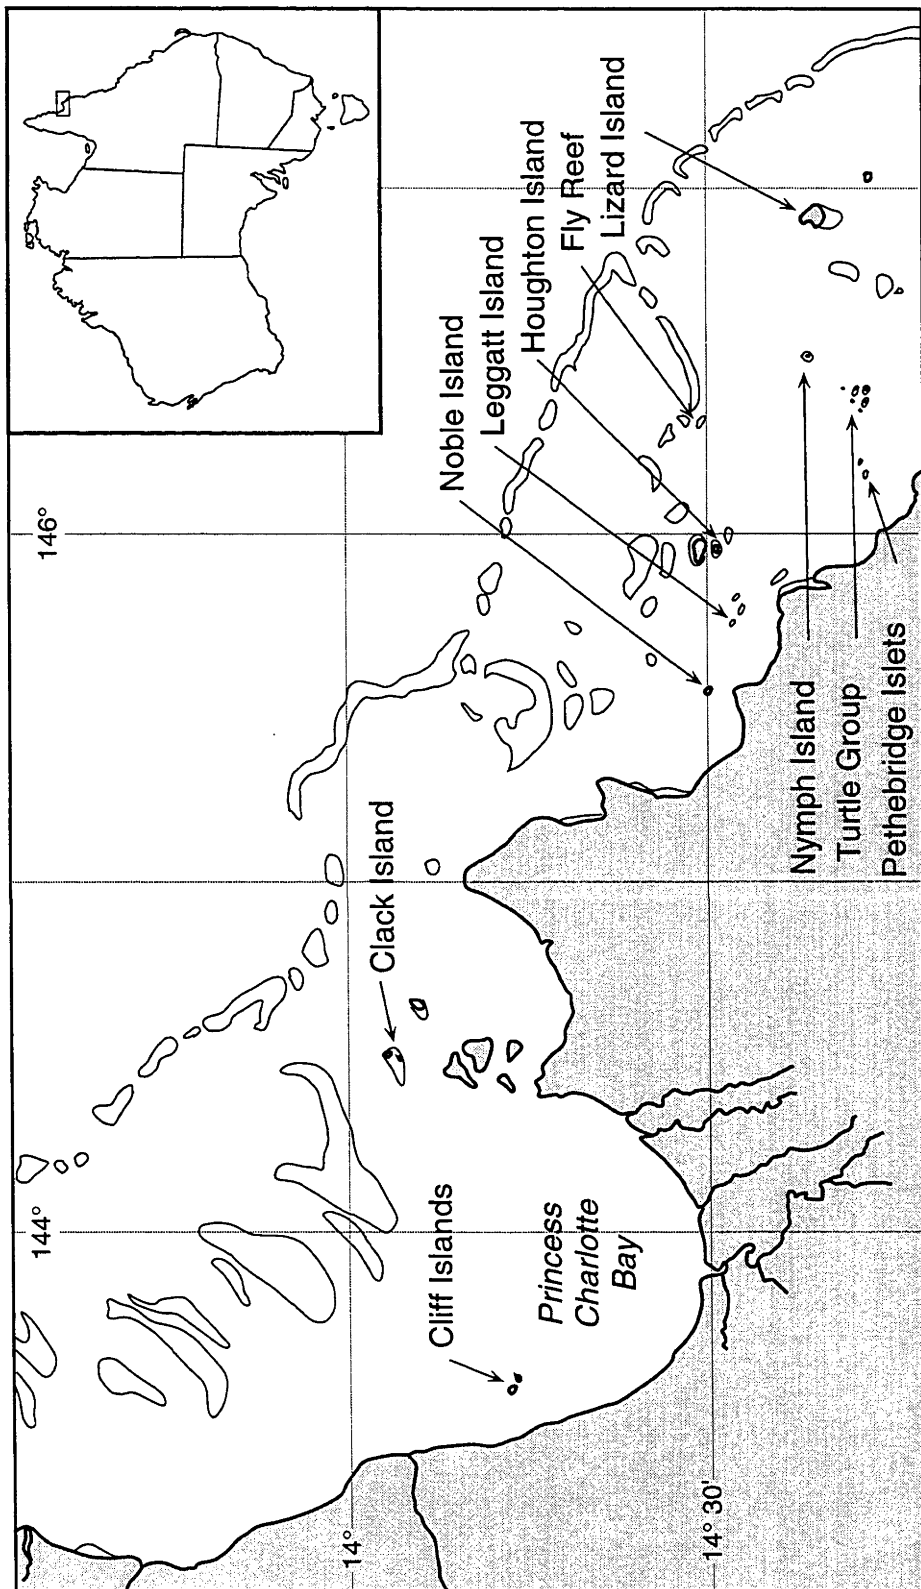 144°
146°
14°
14° 30'
Cliff Islands
Clack Island
Princess
Charlotte
Bay
Noble Island
Leggatt Island
Houghton Island
Fly Reef
Lizard Island
Nymph Island
Turtle Group
Pethebridge Islets